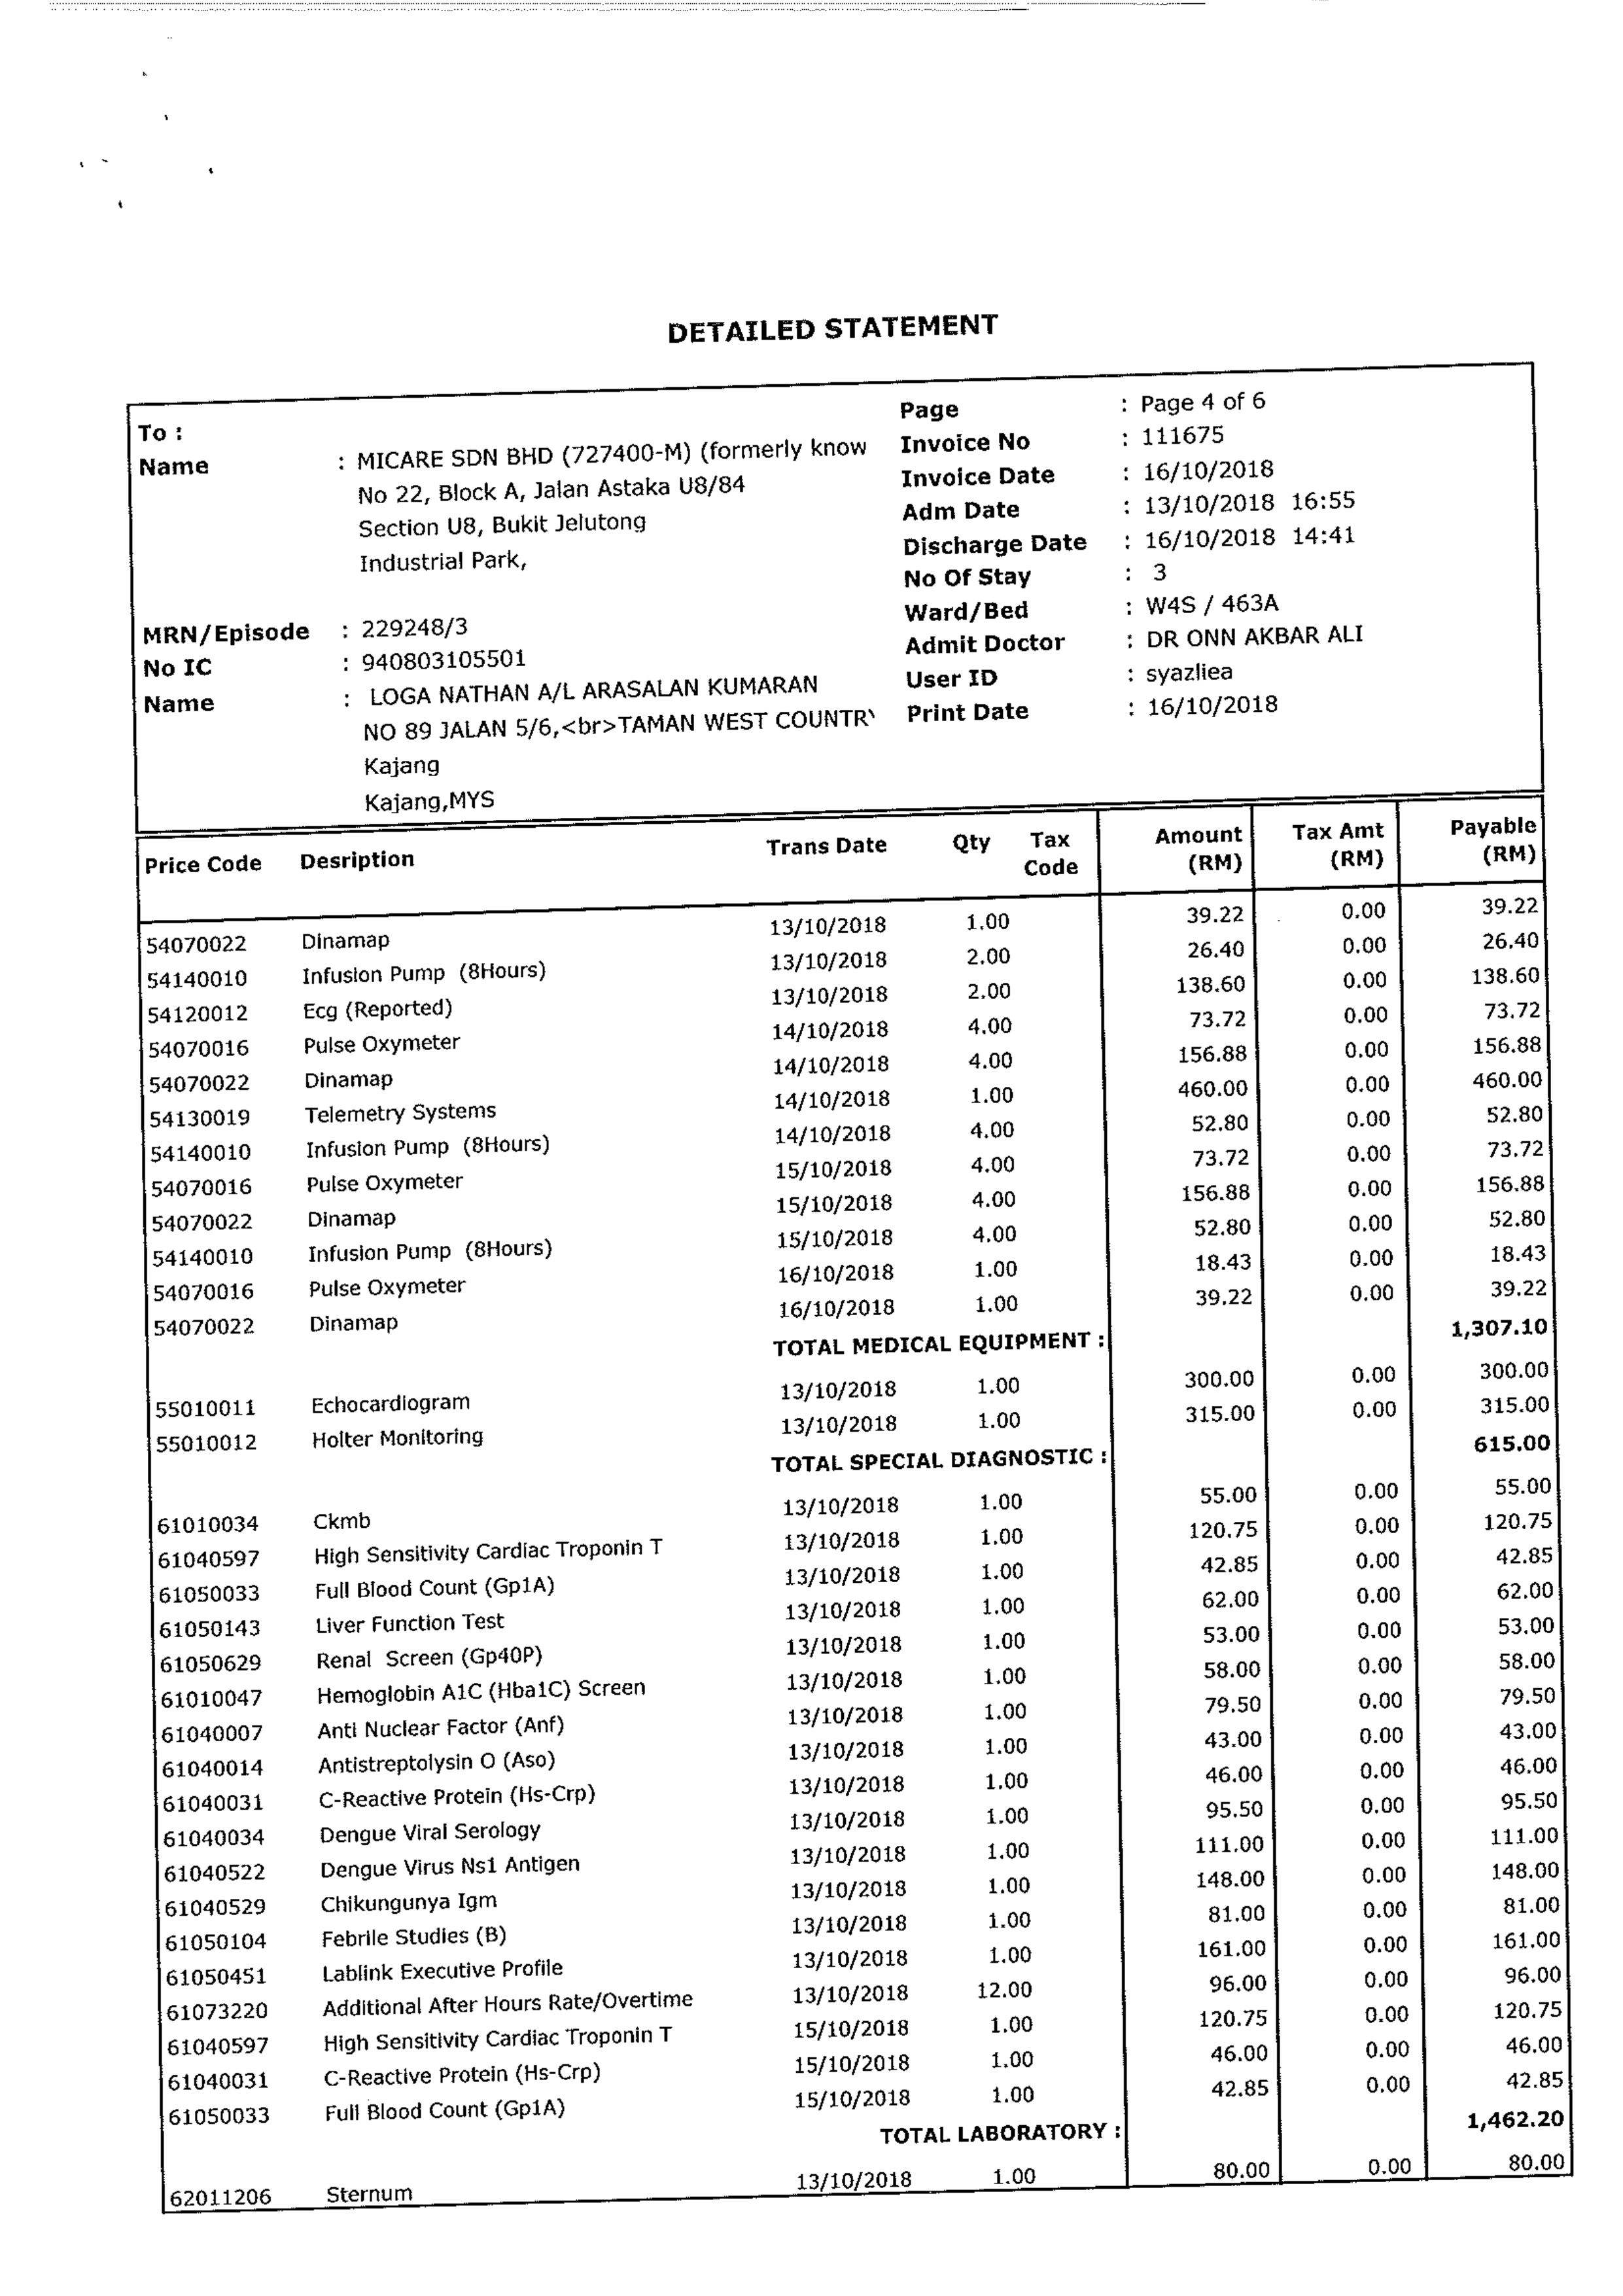 DETAILED STATEMENT
To :
Name : MICARE SDN BHD (727400-M) (formerly know
No 22, Block A, Jalan Astaka U8/84
Section U8, Bukit Jelutong
Industrial Park,
MRN/Episode : 229248/3
No IC : 940803105501
Name : LOGA NATHAN A/L ARASALAN KUMARAN
NO 89 JALAN 5/6,<br>TAMAN WEST COUNTR
Kajang
Kajang,MYS
Page : Page 4 of 6
Invoice No : 111675
Invoice Date : 16/10/2018
Adm Date : 13/10/2018 16:55
Discharge Date : 16/10/2018 14:41
No Of Stay : 3
Ward/Bed : W4S / 463A
Admit Doctor : DR ONN AKBAR ALI
User ID : syazliea
Print Date : 16/10/2018
Price Code Desription Trans Date Qty Tax Code Amount (RM) Tax Amt (RM) Payable (RM)
54070022 Dinamap 13/10/2018 1.00 39.22 0.00 39.22
54140010 Infusion Pump (8Hours) 13/10/2018 2.00 26.40 0.00 26.40
54120012 Ecg (Reported) 13/10/2018 2.00 138.60 0.00 138.60
54070016 Pulse Oxymeter 14/10/2018 4.00 73.72 0.00 73.72
54070022 Dinamap 14/10/2018 4.00 156.88 0.00 156.88
54130019 Telemetry Systems 14/10/2018 1.00 460.00 0.00 460.00
54140010 Infusion Pump (8Hours) 14/10/2018 4.00 52.80 0.00 52.80
54070016 Pulse Oxymeter 15/10/2018 4.00 73.72 0.00 73.72
54070022 Dinamap 15/10/2018 4.00 156.88 0.00 156.88
54140010 Infusion Pump (8Hours) 15/10/2018 4.00 52.80 0.00 52.80
54070016 Pulse Oxymeter 16/10/2018 1.00 18.43 0.00 18.43
54070022 Dinamap 16/10/2018 1.00 39.22 0.00 39.22
TOTAL MEDICAL EQUIPMENT : 1,307.10
55010011 Echocardiogram 13/10/2018 1.00 300.00 0.00 300.00
55010012 Holter Monitoring 13/10/2018 1.00 315.00 0.00 315.00
TOTAL SPECIAL DIAGNOSTIC : 615.00
61010034 Ckmb 13/10/2018 1.00 55.00 0.00 55.00
61040597 High Sensitivity Cardiac Troponin T 13/10/2018 1.00 120.75 0.00 120.75
61050033 Full Blood Count (Gp1A) 13/10/2018 1.00 42.85 0.00 42.85
61050143 Liver Function Test 13/10/2018 1.00 62.00 0.00 62.00
61050629 Renal Screen (Gp40P) 13/10/2018 1.00 53.00 0.00 53.00
61010047 Hemoglobin A1C (Hba1C) Screen 13/10/2018 1.00 58.00 0.00 58.00
61040007 Anti Nuclear Factor (Anf) 13/10/2018 1.00 79.50 0.00 79.50
61040014 Antistreptolysin O (Aso) 13/10/2018 1.00 43.00 0.00 43.00
61040031 C-Reactive Protein (Hs-Crp) 13/10/2018 1.00 46.00 0.00 46.00
61040034 Dengue Viral Serology 13/10/2018 1.00 95.50 0.00 95.50
61040522 Dengue Virus Ns1 Antigen 13/10/2018 1.00 111.00 0.00 111.00
61040529 Chikungunya Igm 13/10/2018 1.00 148.00 0.00 148.00
61050104 Febrile Studies (B) 13/10/2018 1.00 81.00 0.00 81.00
61050451 Lablink Executive Profile 13/10/2018 1.00 161.00 0.00 161.00
61073220 Additional After Hours Rate/Overtime 13/10/2018 12.00 96.00 0.00 96.00
61040597 High Sensitivity Cardiac Troponin T 15/10/2018 1.00 120.75 0.00 120.75
61040031 C-Reactive Protein (Hs-Crp) 15/10/2018 1.00 46.00 0.00 46.00
61050033 Full Blood Count (Gp1A) 15/10/2018 1.00 42.85 0.00 42.85
TOTAL LABORATORY : 1,462.20
62011206 Sternum 13/10/2018 1.00 80.00 0.00 80.00